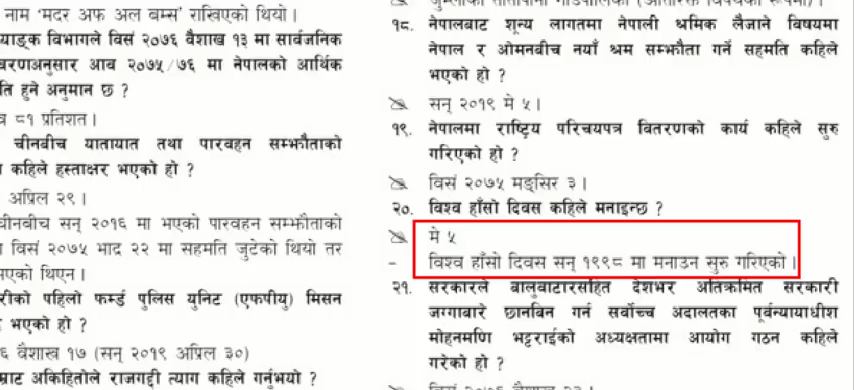 नाम 'मदर अफ अल बम्स' राखिएको थियो।
विभागले विसं २०७६ वैशाख १३ मा सार्वजनिक
आब २०७५/७६ मा नेपालको आर्थिक
हुने अनुमान छ ?
८१ प्रतिशत।
चीनबीच यातायात तथा पारवहन सम्झौताको
कहिले हस्ताक्षर भएको हो ?
अप्रिल २९।
चीनबीच सन् २०१६ मा भएको पारवहन सम्झौताको
विसं २०७५ भाद्र २२ मा सहमति जुटेको थियो तर
थिएन।
पहिलो फर्म्ड पुलिस युनिट (एफपीयु) मिसन
भएको हो ?
वैशाख १७ (सन् २०१९ अप्रिल ३०)
अकिहितोले राजगद्दी त्याग कहिले गर्नुभयो ?
१८. नेपालबाट शून्य लागतमा नेपाली श्रमिक लैजाने विषयमा
नेपाल र ओमनबीच नयाँ श्रम सम्झौता गर्ने सहमति कहिले
भएको हो ?
सन् २०१९ मे ५।
१९. नेपालमा राष्ट्रिय परिचयपत्र वितरणको कार्य कहिले सुरु
गरिएको हो ?
विसं २०७५ मङ्सिर ३।
२०. विश्व हाँसो दिवस कहिले मनाइन्छ ?
मे ५
- विश्व हाँसो दिवस सन् १९९८ मा मनाउन सुरु गरिएको।
२१. सरकारले बालुवाटारसहित देशभर अतिक्रमित सरकारी
जग्गाबारे छानबिन गर्न सर्वोच्च अदालतका पूर्वन्यायाधीश
मोहनमणि भट्टराईको अध्यक्षतामा आयोग गठन कहिले
गरेको हो ?